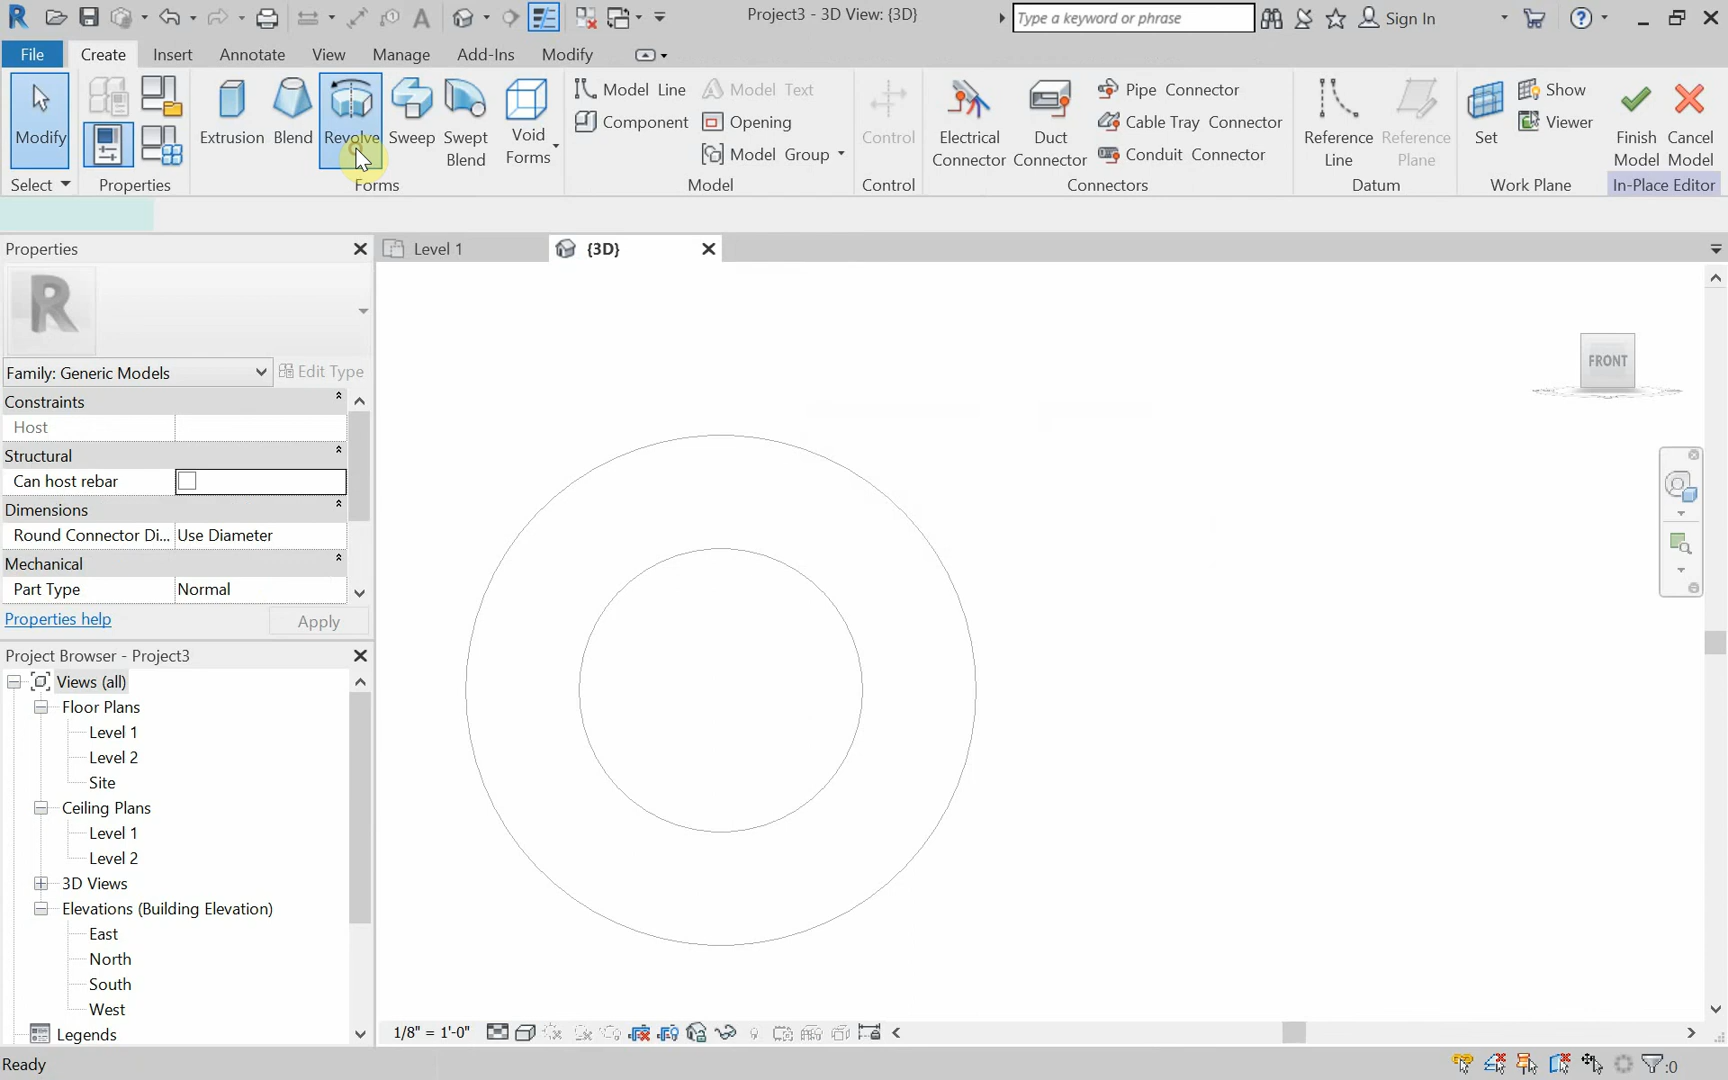 Project3 - 3D View: {3D}
Type a keyword or phrase
Sign In
File Create Insert Annotate View Manage Add-Ins Modify
Modify
Select
Properties
Extrusion Blend Revolve Sweep Swept Blend Void Forms
Forms
Model Line
Component
Model Text
Opening
Model Group
Model
Control
Control
Electrical Connector
Duct Connector
Pipe Connector
Cable Tray Connector
Conduit Connector
Connectors
Reference Line
Reference Plane
Datum
Set
Show
Viewer
Work Plane
Finish Model
Cancel Model
In-Place Editor
Properties
Level 1
{3D}
R
FRONT
Family: Generic Models
Edit Type
Constraints
Host
Structural
Can host rebar
Dimensions
Round Connector Di... Use Diameter
Mechanical
Part Type Normal
Properties help
Apply
Project Browser - Project3
Views (all)
Floor Plans
Level 1
Level 2
Site
Ceiling Plans
Level 1
Level 2
3D Views
Elevations (Building Elevation)
East
North
South
West
Legends
1/8" = 1'-0"
Ready
:0